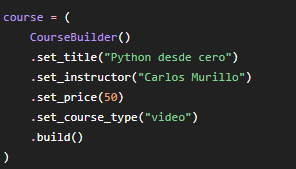 course = (
    CourseBuilder()
    .set_title("Python desde cero")
    .set_instructor("Carlos Murillo")
    .set_price(50)
    .set_course_type("video")
    .build()
)